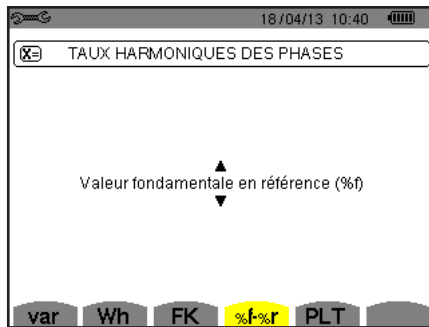 18/04/13 10:40
X= TAUX HARMONIQUES DES PHASES
Valeur fondamentale en référence (%f)
var Wh FK %f-%r PLT